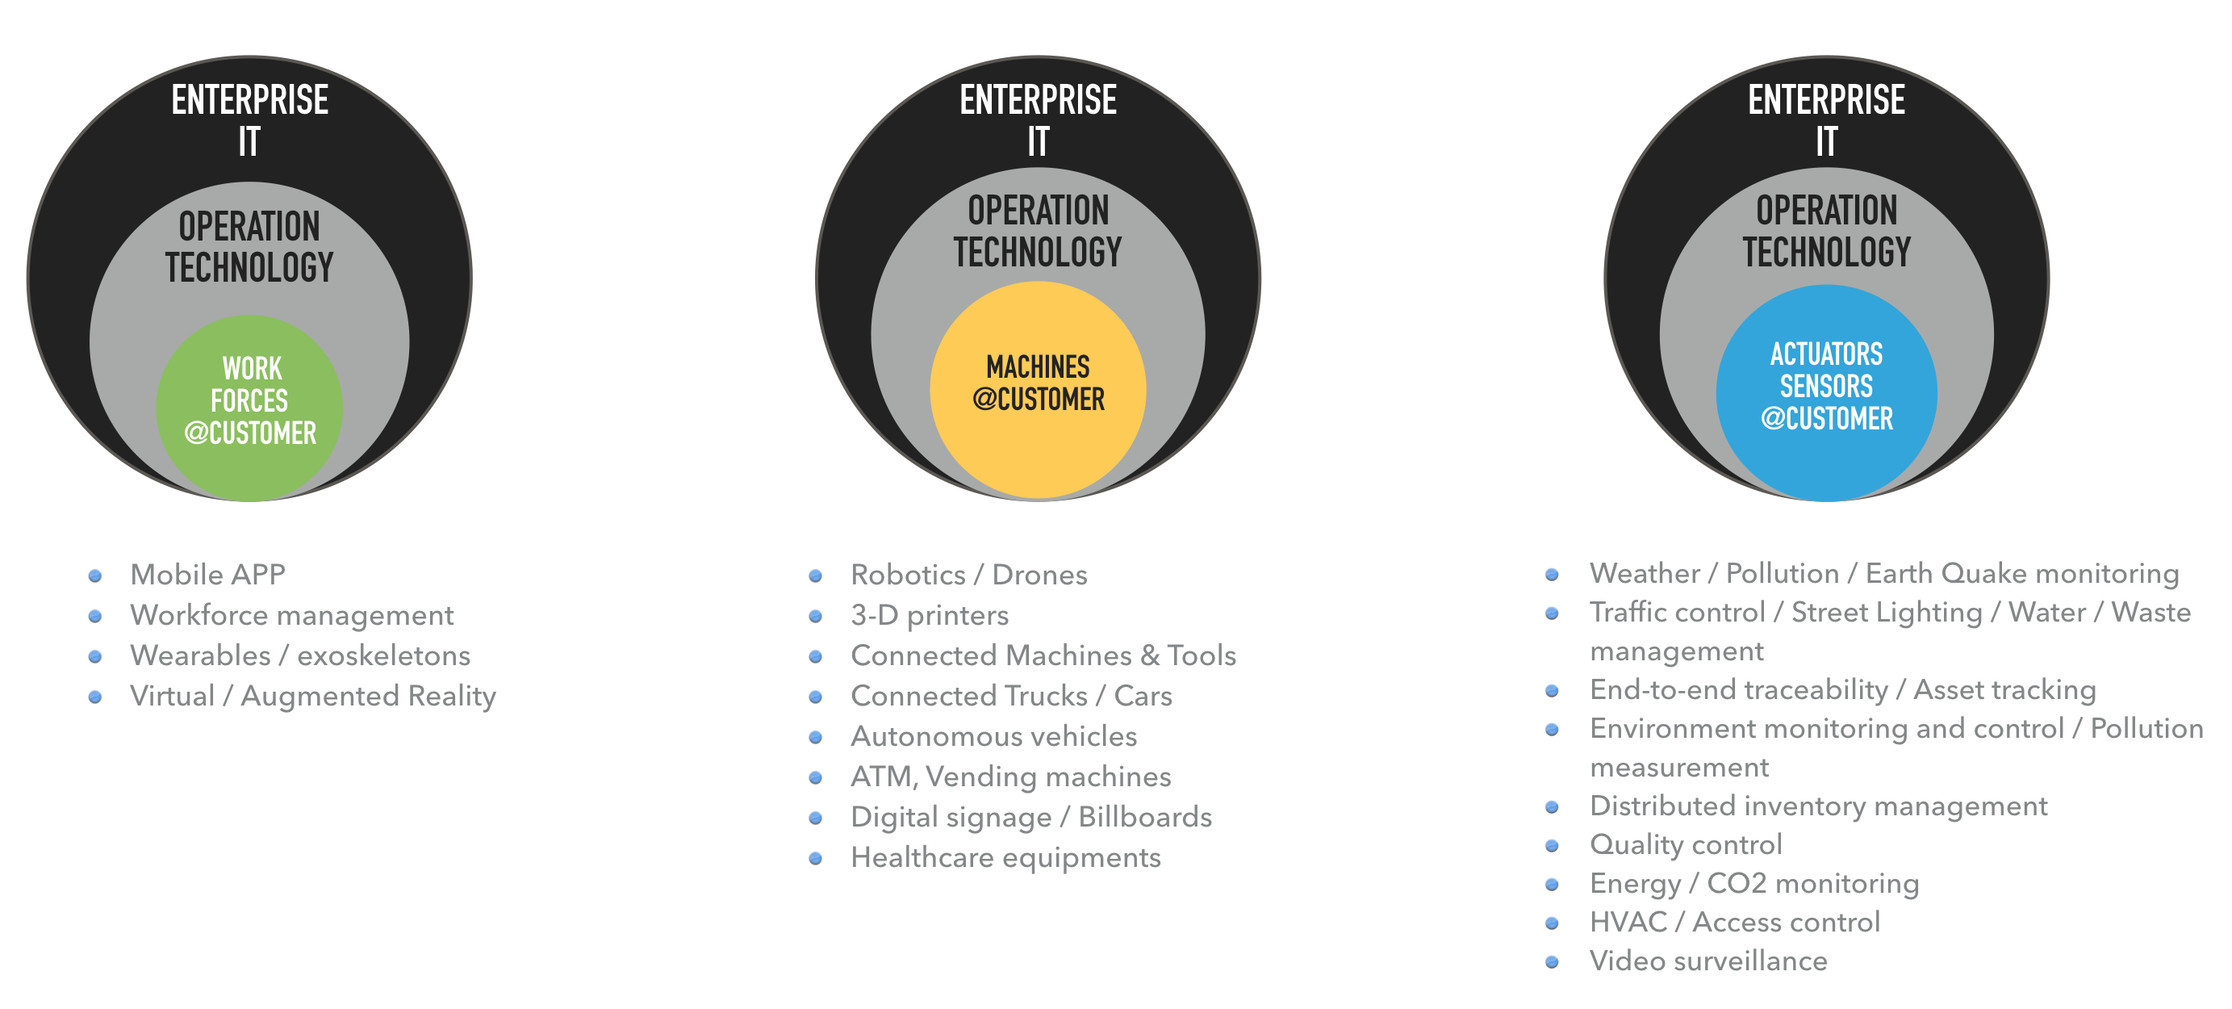 ENTERPRISE
IT
OPERATION
TECHNOLOGY
WORK
FORCES
@CUSTOMER
Mobile APP
Workforce management
Wearables / exoskeletons
Virtual / Augmented Reality
ENTERPRISE
IT
OPERATION
TECHNOLOGY
MACHINES
@CUSTOMER
Robotics / Drones
3-D printers
Connected Machines & Tools
Connected Trucks / Cars
Autonomous vehicles
ATM, Vending machines
Digital signage / Billboards
Healthcare equipments
ENTERPRISE
IT
OPERATION
TECHNOLOGY
ACTUATORS
SENSORS
@CUSTOMER
Weather / Pollution / Earth Quake monitoring
Traffic control / Street Lighting / Water / Waste
management
End-to-end traceability / Asset tracking
Environment monitoring and control / Pollution
measurement
Distributed inventory management
Quality control
Energy / CO2 monitoring
HVAC / Access control
Video surveillance